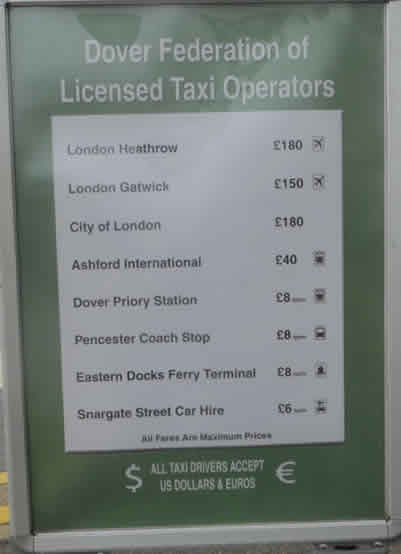 Dover Federation of
Licensed Taxi Operators
London Heathrow £180
London Gatwick £150
City of London £180
Ashford International £40
Dover Priory Station £8
Pencester Coach Stop £8
Eastern Docks Ferry Terminal £8
Snargate Street Car Hire £6
All Fares Are Maximum Prices
$ ALL TAXI DRIVERS ACCEPT €
US DOLLARS & EUROS